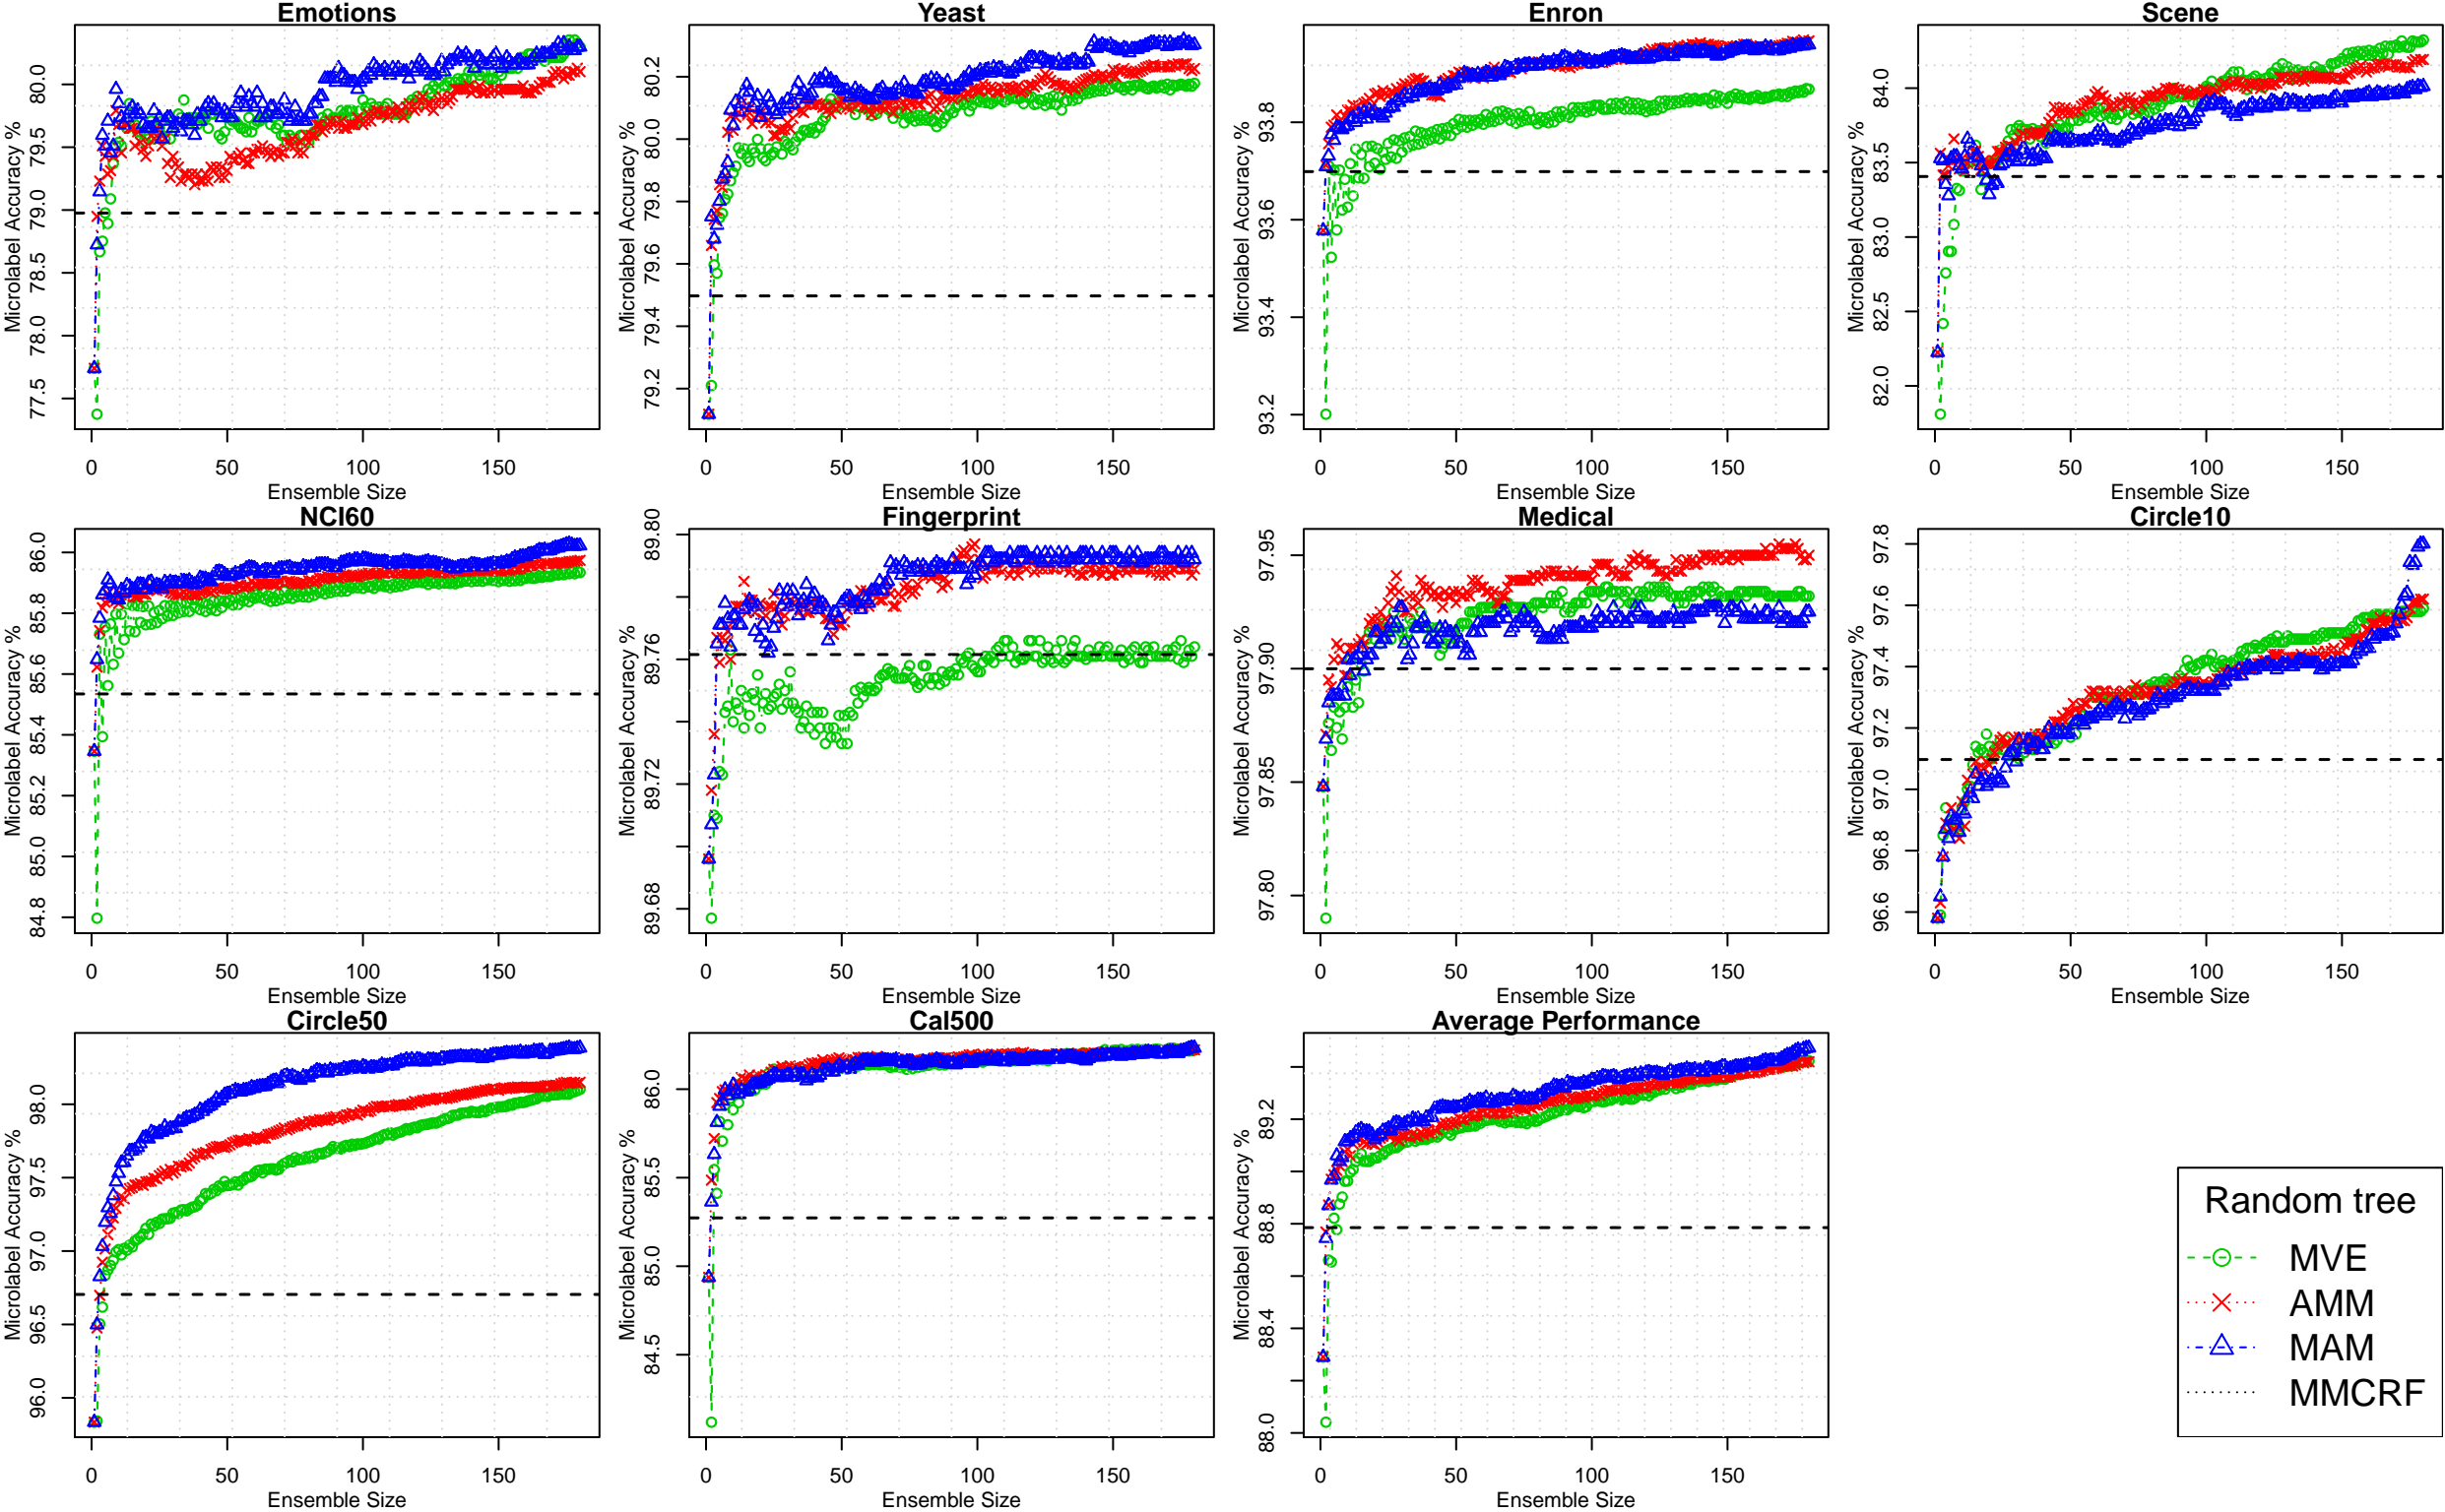 Emotions
Microlabel Accuracy %
77.5 78.0 78.5 79.0 79.5 80.0
0 50 100 150
Ensemble Size
Yeast
Microlabel Accuracy %
79.2 79.4 79.6 79.8 80.0 80.2
0 50 100 150
Ensemble Size
Enron
Microlabel Accuracy %
93.2 93.4 93.6 93.8
0 50 100 150
Ensemble Size
Scene
Microlabel Accuracy %
82.0 82.5 83.0 83.5 84.0
0 50 100 150
Ensemble Size
NCI60
Microlabel Accuracy %
84.8 85.0 85.2 85.4 85.6 85.8 86.0
0 50 100 150
Ensemble Size
Fingerprint
Microlabel Accuracy %
89.68 89.72 89.76 89.80
0 50 100 150
Ensemble Size
Medical
Microlabel Accuracy %
97.80 97.85 97.90 97.95
0 50 100 150
Ensemble Size
Circle10
Microlabel Accuracy %
96.6 96.8 97.0 97.2 97.4 97.6 97.8
0 50 100 150
Ensemble Size
Circle50
Microlabel Accuracy %
96.0 96.5 97.0 97.5 98.0
0 50 100 150
Ensemble Size
Cal500
Microlabel Accuracy %
84.5 85.0 85.5 86.0
0 50 100 150
Ensemble Size
Average Performance
Microlabel Accuracy %
88.0 88.4 88.8 89.2
0 50 100 150
Ensemble Size
Random tree
MVE
AMM
MAM
MMCRF